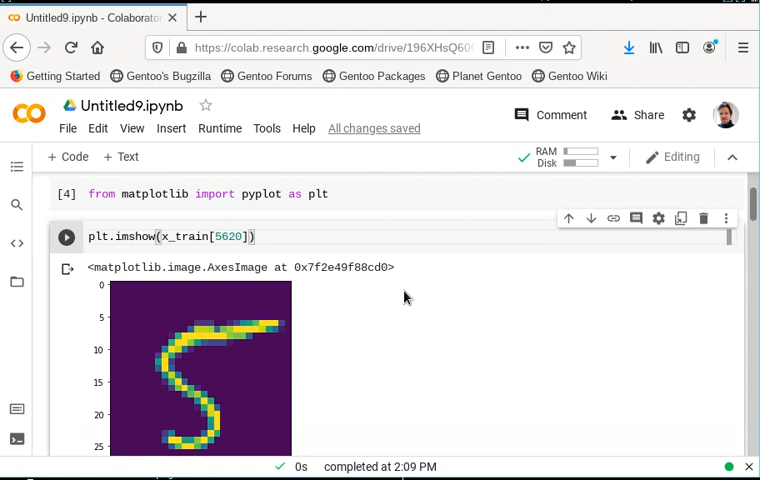 Untitled9.ipynb - Colaborator
https://colab.research.google.com/drive/196XHsQ60
Getting Started Gentoo's Bugzilla Gentoo Forums Gentoo Packages Planet Gentoo Gentoo Wiki
Untitled9.ipynb
Comment Share
File Edit View Insert Runtime Tools Help All changes saved
+ Code + Text RAM Disk Editing
[4] from matplotlib import pyplot as plt
plt.imshow(x_train[5620])
<matplotlib.image.AxesImage at 0x7f2e49f88cd0>
0
5
10
15
20
25
0s completed at 2:09 PM